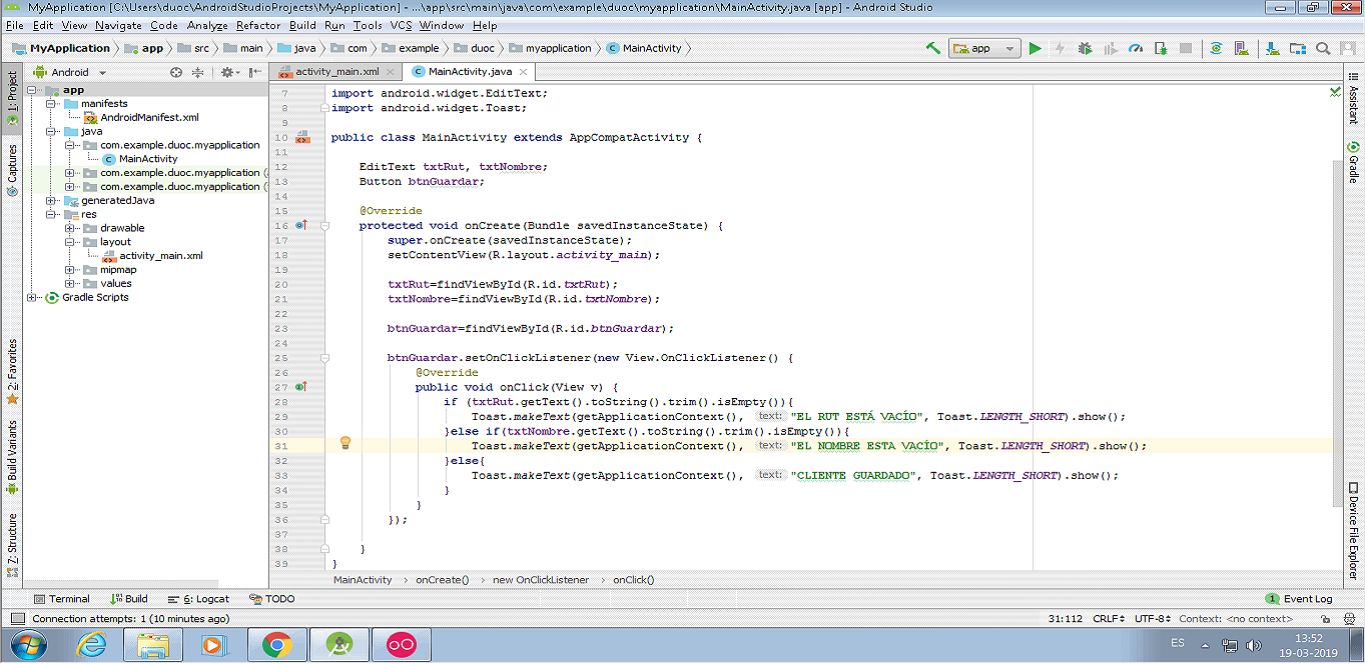 MyApplication [C:\Users\duoc\AndroidStudioProjects\MyApplication] - ...\app\src\main\java\com\example\duoc\myapplication\MainActivity.java [app] - Android Studio
File Edit View Navigate Code Analyze Refactor Build Run Tools VCS Window Help
MyApplication app src main java com example duoc myapplication MainActivity
app
Android
activity_main.xml
MainActivity.java
1: Project
Captures
2: Favorites
Build Variants
Z: Structure
app
manifests
AndroidManifest.xml
java
com.example.duoc.myapplication
MainActivity
com.example.duoc.myapplication (
com.example.duoc.myapplication (
generatedJava
res
drawable
layout
activity_main.xml
mipmap
values
Gradle Scripts
7 import android.widget.EditText;
8 import android.widget.Toast;
9
10 public class MainActivity extends AppCompatActivity {
11
12 EditText txtRut, txtNombre;
13 Button btnGuardar;
14
15 @Override
16 protected void onCreate(Bundle savedInstanceState) {
17 super.onCreate(savedInstanceState);
18 setContentView(R.layout.activity_main);
19
20 txtRut=findViewById(R.id.txtRut);
21 txtNombre=findViewById(R.id.txtNombre);
22
23 btnGuardar=findViewById(R.id.btnGuardar);
24
25 btnGuardar.setOnClickListener(new View.OnClickListener() {
26 @Override
27 public void onClick(View v) {
28 if (txtRut.getText().toString().trim().isEmpty()){
29 Toast.makeText(getApplicationContext(), text: "EL RUT ESTÁ VACÍO", Toast.LENGTH_SHORT).show();
30 }else if(txtNombre.getText().toString().trim().isEmpty()){
31 Toast.makeText(getApplicationContext(), text: "EL NOMBRE ESTA VACÍO", Toast.LENGTH_SHORT).show();
32 }else{
33 Toast.makeText(getApplicationContext(), text: "CLIENTE GUARDADO", Toast.LENGTH_SHORT).show();
34 }
35 }
36 });
37
38 }
39 }
MainActivity › onCreate() › new OnClickListener › onClick()
Assistant
Gradle
Device File Explorer
Terminal Build 6: Logcat TODO
1 Event Log
Connection attempts: 1 (10 minutes ago)
31:112 CRLF UTF-8 Context: <no context>
ES
13:52
19-03-2019